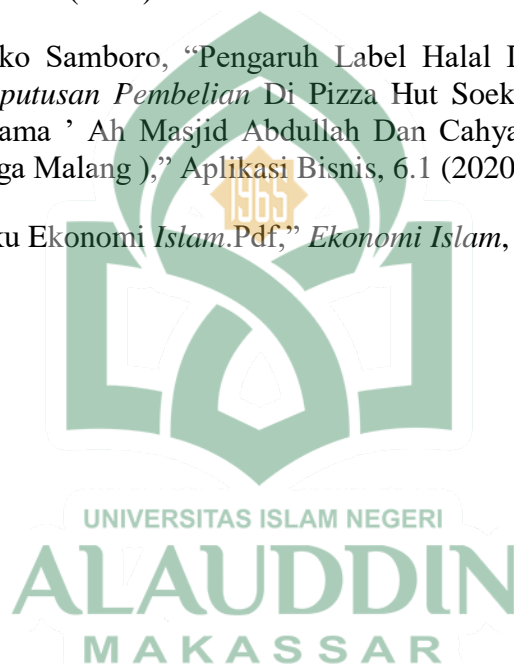 ko Samboro, “Pengaruh Label Halal
putusan Pembelian Di Pizza Hut Soek
ama ’ Ah Masjid Abdullah Dan Cahya
ga Malang ),” Aplikasi Bisnis, 6.1 (2020
1965
ku Ekonomi Islam.Pdf,” Ekonomi Islam,
UNIVERSITAS ISLAM NEGERI
ALAUDDIN
MAKASSAR